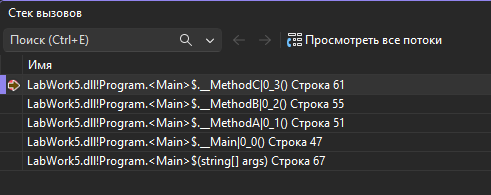 Стек вызовов
Поиск (Ctrl+E)
Просмотреть все потоки
Имя
LabWork5.dll!Program.<Main>$.__MethodC|0_3() Строка 61
LabWork5.dll!Program.<Main>$.__MethodB|0_2() Строка 55
LabWork5.dll!Program.<Main>$.__MethodA|0_1() Строка 51
LabWork5.dll!Program.<Main>$.__Main|0_0() Строка 47
LabWork5.dll!Program.<Main>$(string[] args) Строка 67